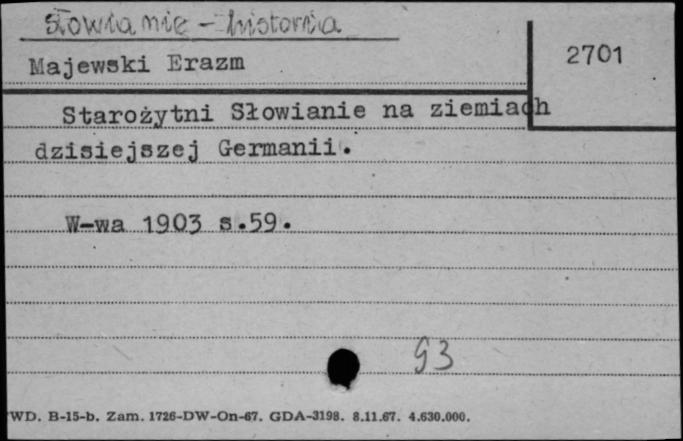 Słowianie - historia
Majewski Erazm
2701
Starożytni Słowianie na ziemiach
dzisiejszej Germanii.
W-wa 1903 s.59.
93
WD. B-15-b. Zam. 1726-DW-On-67. GDA-3198. 8.11.67. 4.630.000.